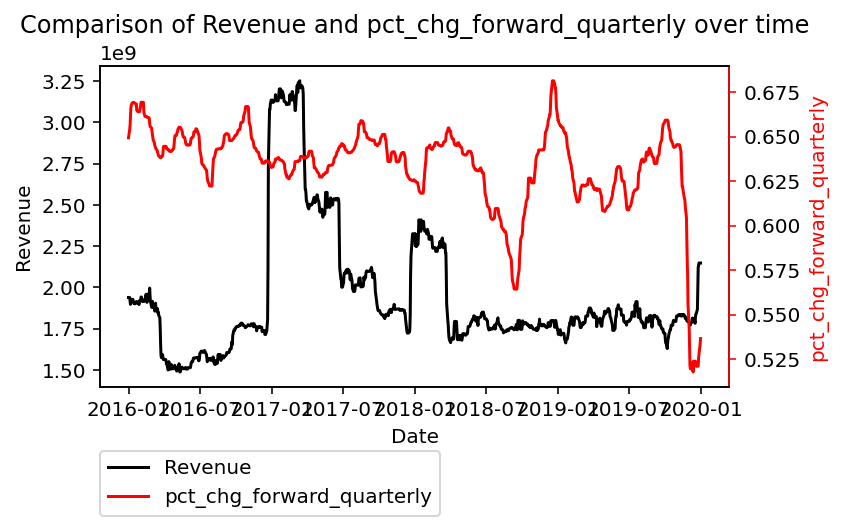 Comparison of Revenue and pct_chg_forward_quarterly over time
1e9
3.25
3.00
2.75
2.50
2.25
2.00
1.75
1.50
Revenue
0.675
0.650
0.625
0.600
0.575
0.550
0.525
pct_chg_forward_quarterly
2016-01 2016-07 2017-01 2017-07 2018-01 2018-07 2019-01 2019-07 2020-01
Date
Revenue
pct_chg_forward_quarterly